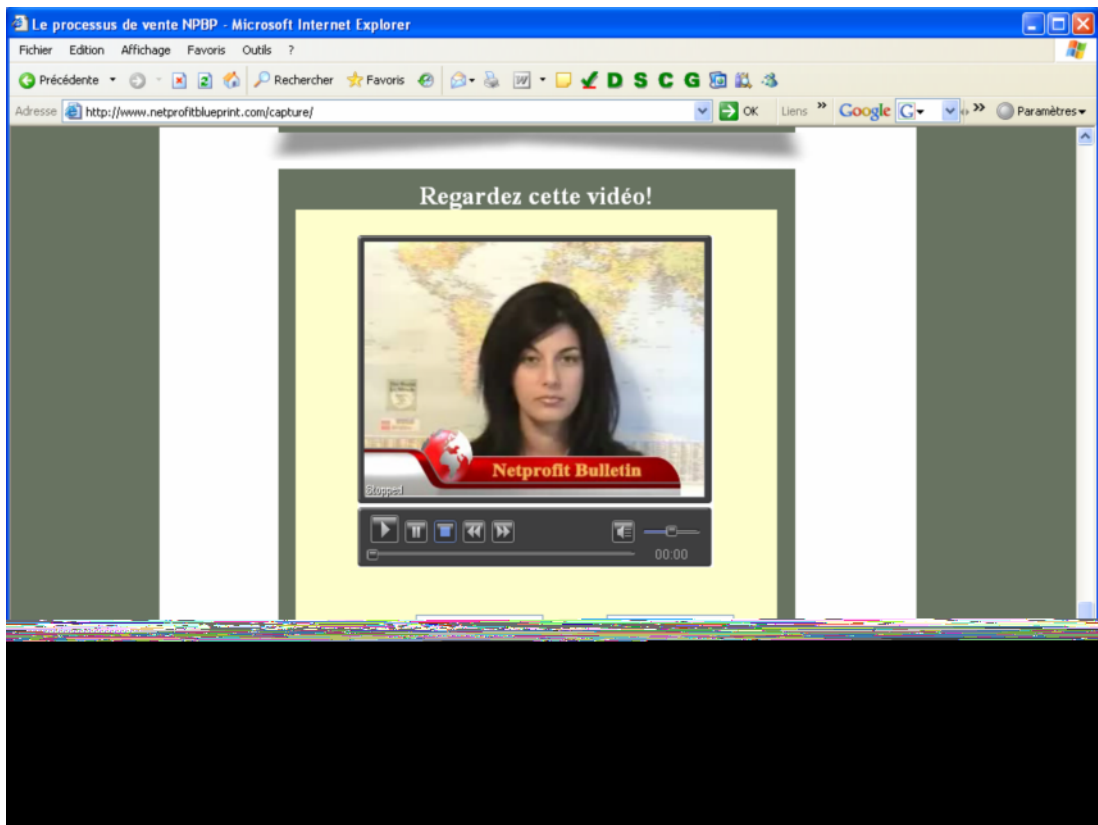 Le processus de vente NPBP - Microsoft Internet Explorer
Fichier Edition Affichage Favoris Outils ?
Précédente Rechercher Favoris W D S C G
Adresse http://www.netprofitblueprint.com/capture/ OK Liens » Google G » Paramètres
Regardez cette vidéo!
Netprofit Bulletin
Stopped
00:00